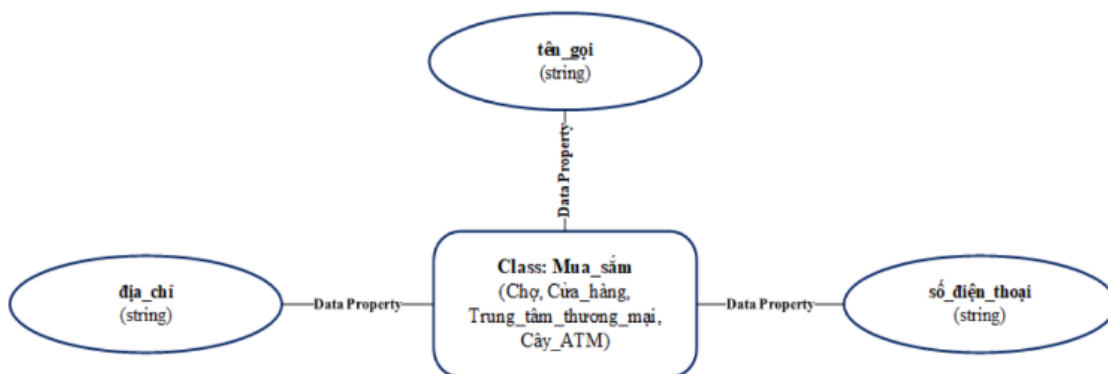 tên_gọi
(string)
Data Property
Class: Mua_sắm
(Chợ, Cửa_hàng,
Trung_tâm_thương_mại,
Cây_ATM)
địa_chỉ
(string)
Data Property
Data Property
số_điện_thoại
(string)